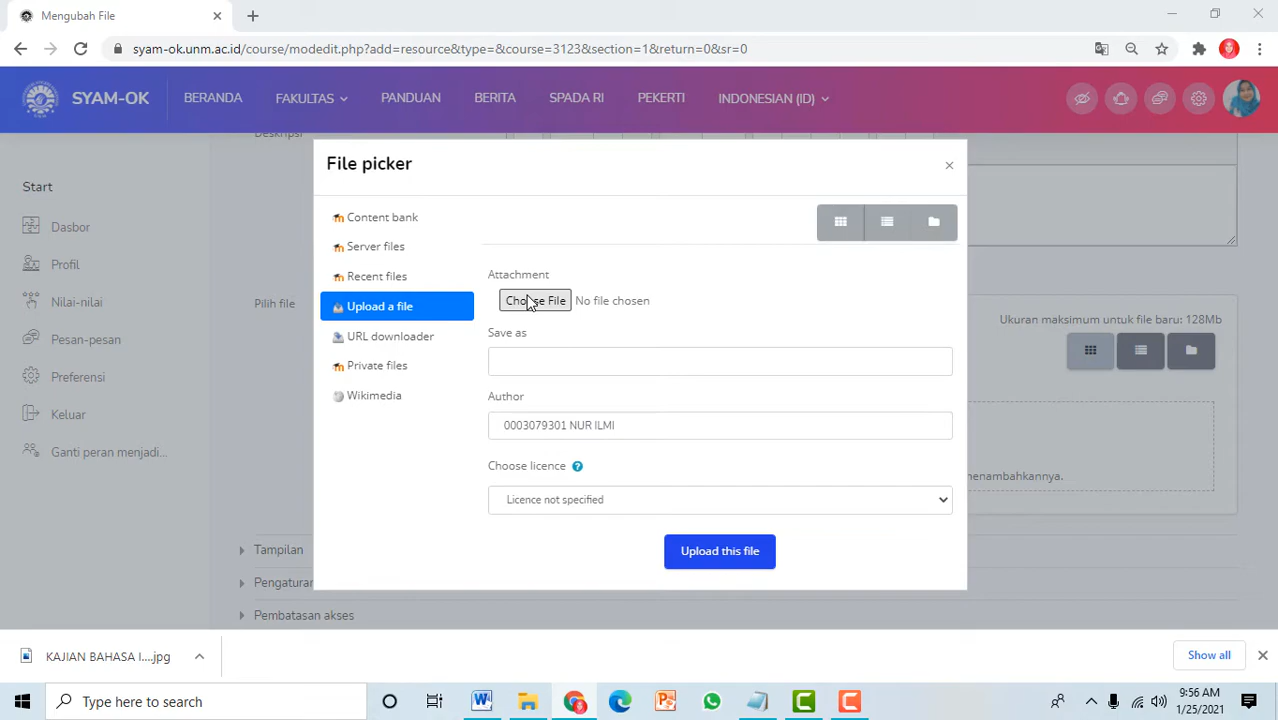 Mengubah File
syam-ok.unm.ac.id/course/modedit.php?add=resource&type=&course=3123&section=1&return=0&sr=0
SYAM-OK
BERANDA
FAKULTAS
PANDUAN
BERITA
SPADA RI
PEKERTI
INDONESIAN (ID)
Deskripsi
File picker
Start
Dasbor
Profil
Nilai-nilai
Pesan-pesan
Preferensi
Keluar
Ganti peran menjadi...
Content bank
Server files
Recent files
Upload a file
URL downloader
Private files
Wikimedia
Attachment
Choose File No file chosen
Save as
Author
0003079301 NUR ILMI
Choose licence
Licence not specified
Upload this file
Pilih file
Ukuran maksimum untuk file baru: 128Mb
menambahkannya.
Tampilan
Pengaturan
Pembatasan akses
KAJIAN BAHASA I....jpg
Show all
Type here to search
9:56 AM
1/25/2021